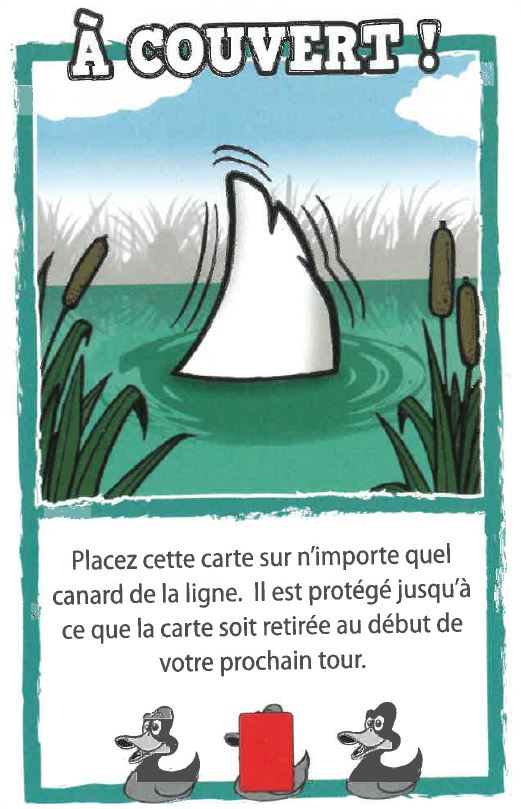 À COUVERT !
Placez cette carte sur n’importe quel
canard de la ligne.  Il est protégé jusqu’à
ce que la carte soit retirée au début de
votre prochain tour.